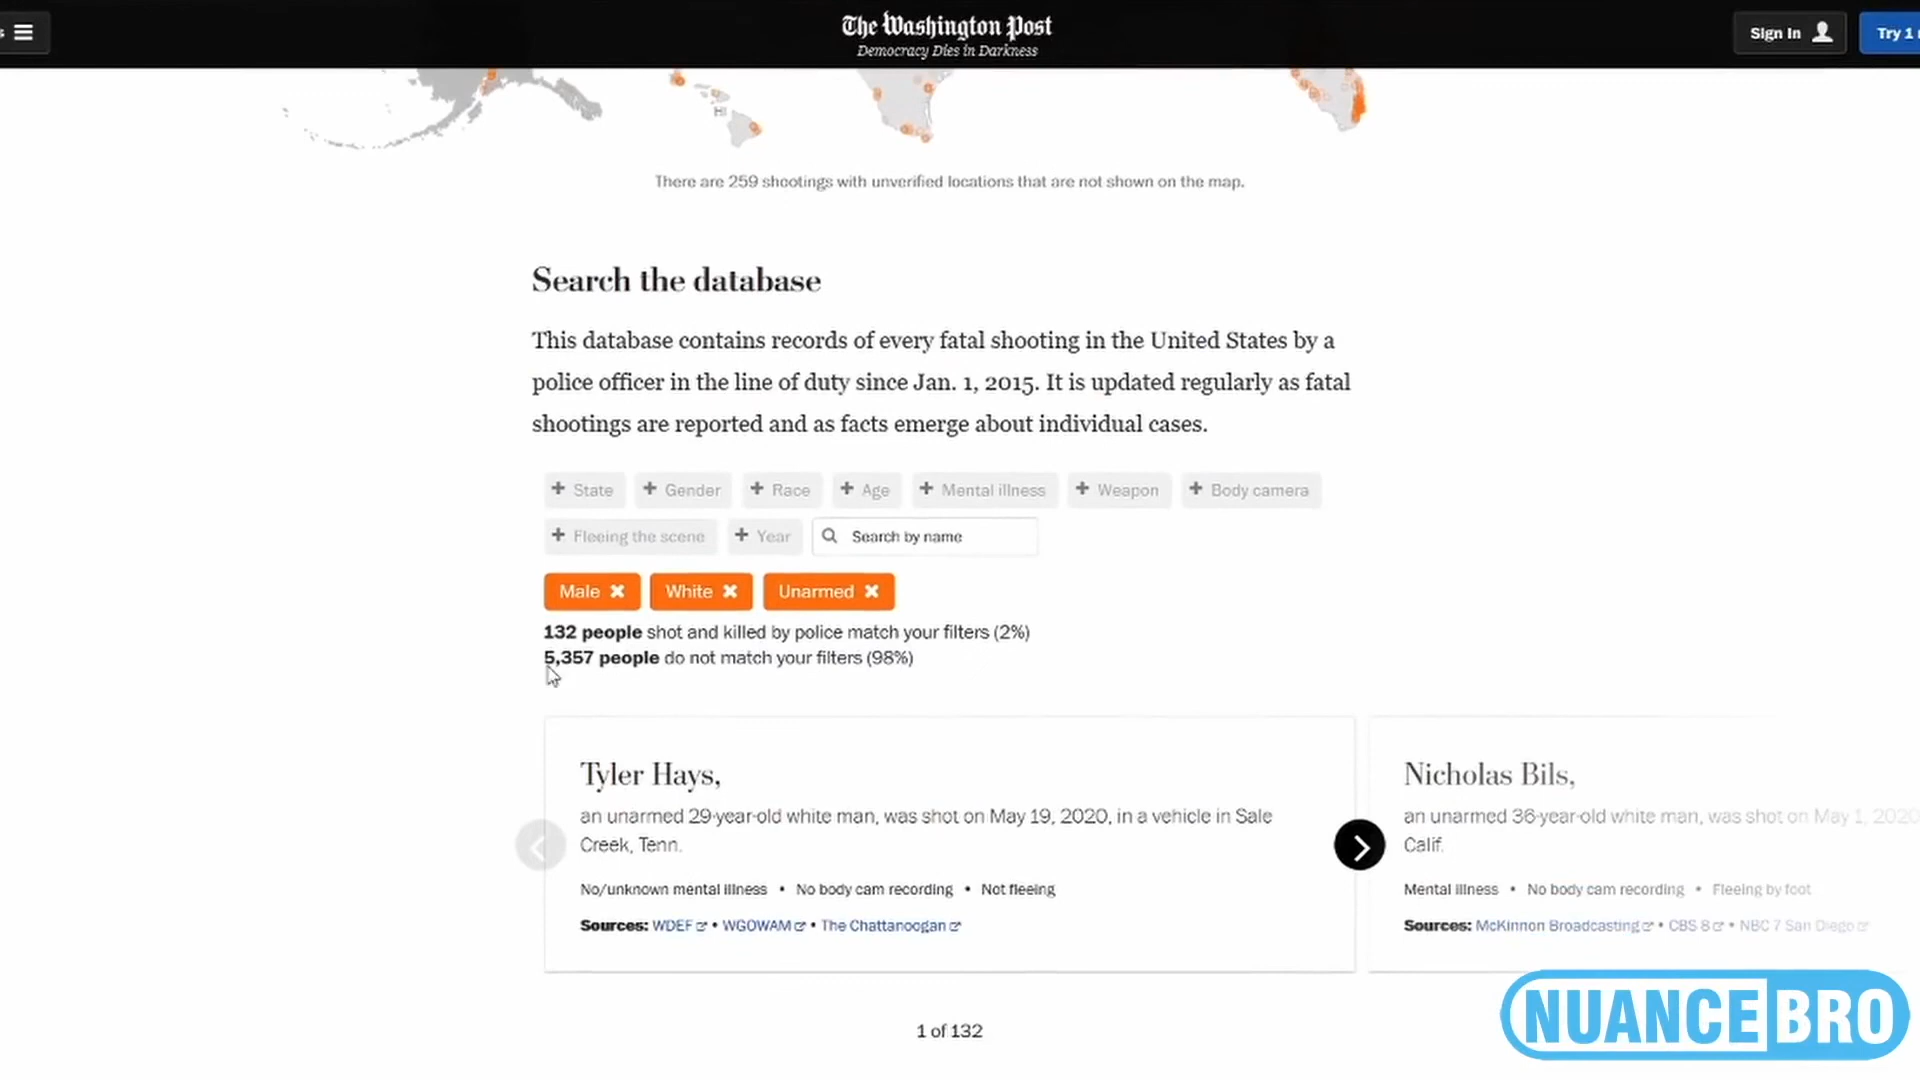 s
The Washington Post
Democracy Dies in Darkness
Sign In
Try 1
HI
There are 259 shootings with unverified locations that are not shown on the map.
Search the database
This database contains records of every fatal shooting in the United States by a
police officer in the line of duty since Jan. 1, 2015. It is updated regularly as fatal
shootings are reported and as facts emerge about individual cases.
+ State + Gender + Race + Age + Mental illness + Weapon + Body camera
+ Fleeing the scene + Year Search by name
Male ✖ White ✖ Unarmed ✖
132 people shot and killed by police match your filters (2%)
5,357 people do not match your filters (98%)
Tyler Hays,
an unarmed 29-year-old white man, was shot on May 19, 2020, in a vehicle in Sale
Creek, Tenn.
No/unknown mental illness • No body cam recording • Not fleeing
Sources: WDEF • WGOWAM • The Chattanoogan
Nicholas Bils,
an unarmed 36-year-old white man, was shot on May 1, 2020
Calif.
Mental illness • No body cam recording • Fleeing by foot
Sources: McKinnon Broadcasting • CBS 8 • NBC 7 San Diego
1 of 132
NUANCEBRO